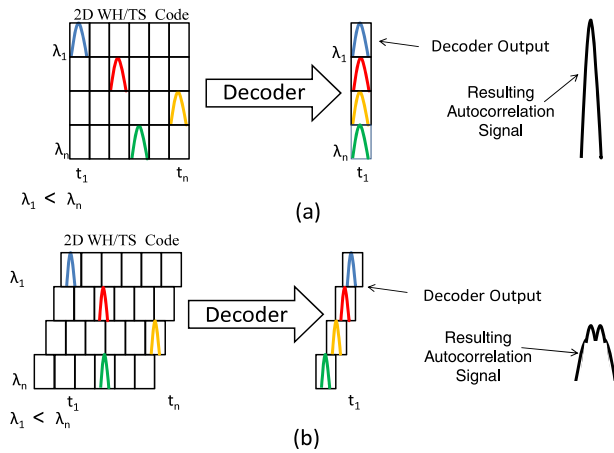 2D WH/TS Code
λ1
λn
t1
tn
λ1 < λn
Decoder
λ1
λn
t1
Decoder Output
Resulting
Autocorrelation
Signal
(a)
2D WH/TS Code
λ1
λn
t1
tn
λ1 < λn
Decoder
t1
Decoder Output
Resulting
Autocorrelation
Signal
(b)